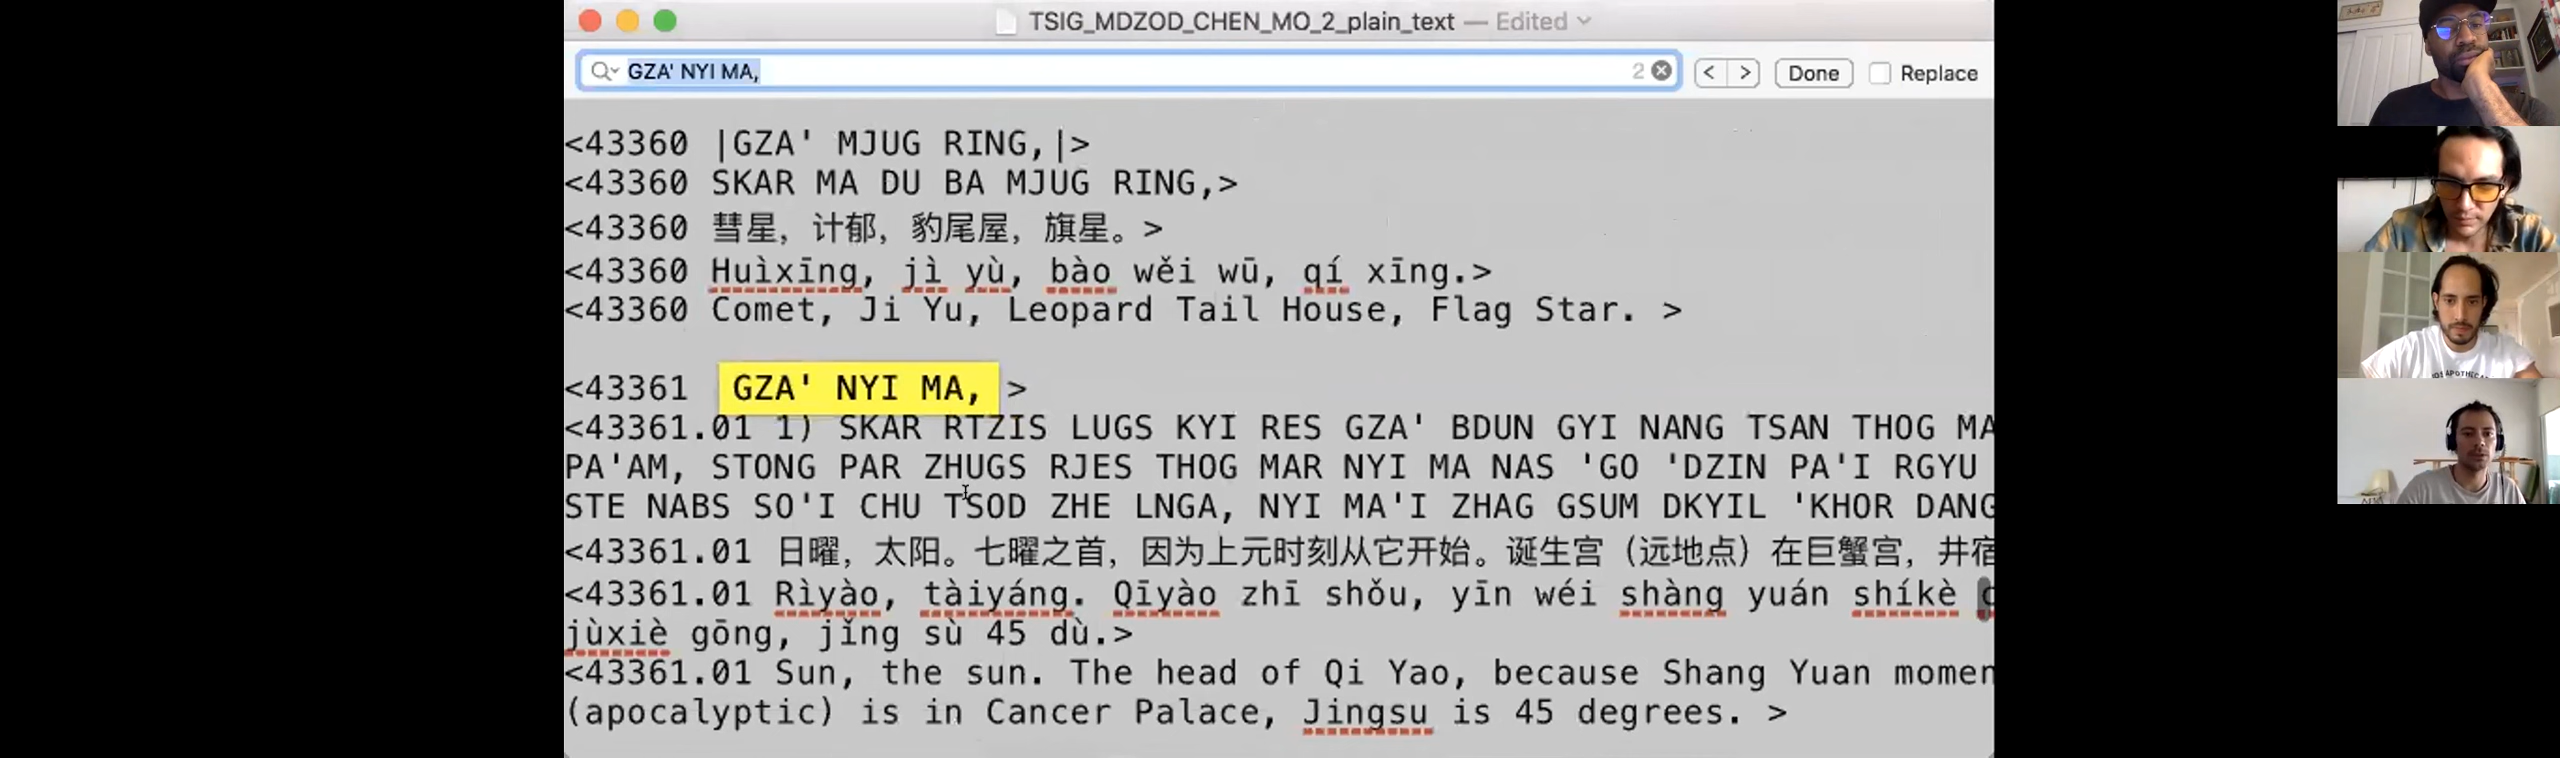 TSIG_MDZOD_CHEN_MO_2_plain_text — Edited
GZA' NYI MA, 2 < > Done Replace
<43360 |GZA' MJUG RING,|>
<43360 SKAR MA DU BA MJUG RING,>
<43360 彗星，计郁，豹尾屋，旗星。>
<43360 Huìxīng, jì yù, bào wěi wū, qí xīng.>
<43360 Comet, Ji Yu, Leopard Tail House, Flag Star. >
<43361 GZA' NYI MA, >
<43361.01 1) SKAR RTZIS LUGS KYI RES GZA' BDUN GYI NANG TSAN THOG MA
PA'AM, STONG PAR ZHUGS RJES THOG MAR NYI MA NAS 'GO 'DZIN PA'I RGYU
STE NABS SO'I CHU TSOD ZHE LNGA, NYI MA'I ZHAG GSUM DKYIL 'KHOR DANG
<43361.01 日曜，太阳。七曜之首，因为上元时刻从它开始。诞生宫（远地点）在巨蟹宫，井宿
<43361.01 Rìyào, tàiyáng. Qīyào zhī shǒu, yīn wéi shàng yuán shíkè
jùxiè gōng, jǐng sù 45 dù.>
<43361.01 Sun, the sun. The head of Qi Yao, because Shang Yuan momen
(apocalyptic) is in Cancer Palace, Jingsu is 45 degrees. >